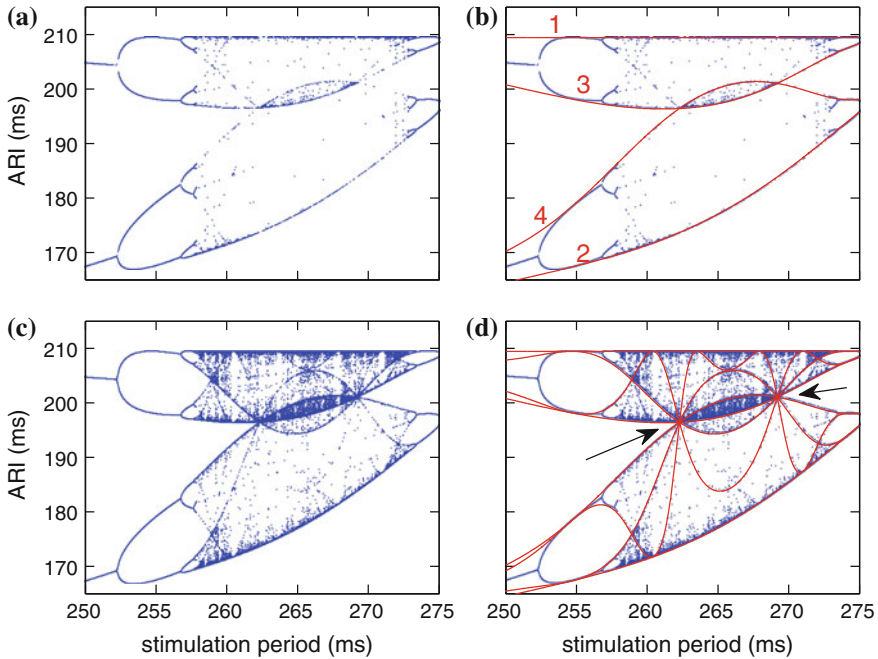 (a)
210
200
190
180
170
ARI (ms)
(b)
1
3
4
2
(c)
210
200
190
180
170
ARI (ms)
250 255 260 265 270 275
stimulation period (ms)
(d)
250 255 260 265 270 275
stimulation period (ms)